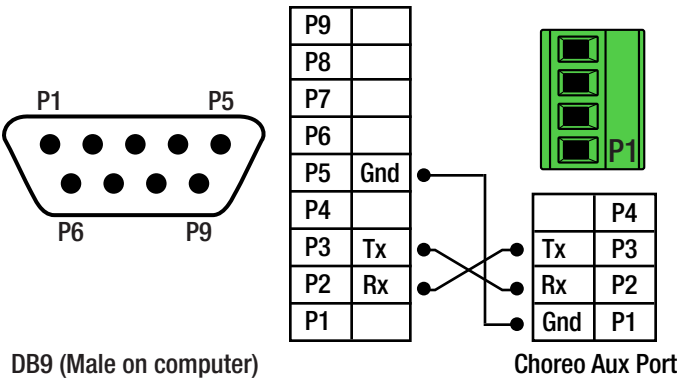 P1 P5
P6 P9
DB9 (Male on computer)
P9
P8
P7
P6
P5 Gnd
P4
P3 Tx
P2 Rx
P1
P1
P4
Tx P3
Rx P2
Gnd P1
Choreo Aux Port